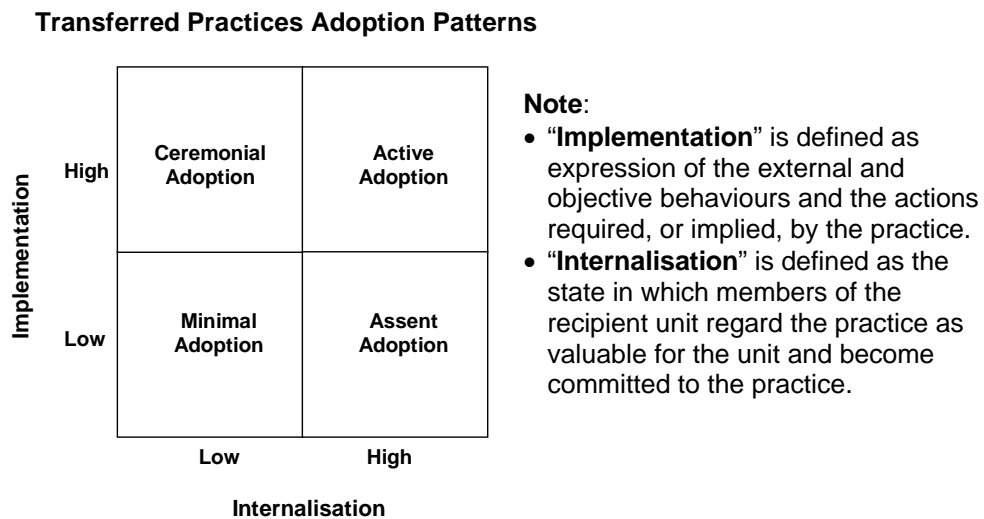 Transferred Practices Adoption Patterns
Implementation
High
Ceremonial
Adoption
Active
Adoption
Low
Minimal
Adoption
Assent
Adoption
Low
High
Internalisation
Note:
• “Implementation” is defined as
expression of the external and
objective behaviours and the actions
required, or implied, by the practice.
• “Internalisation” is defined as the
state in which members of the
recipient unit regard the practice as
valuable for the unit and become
committed to the practice.